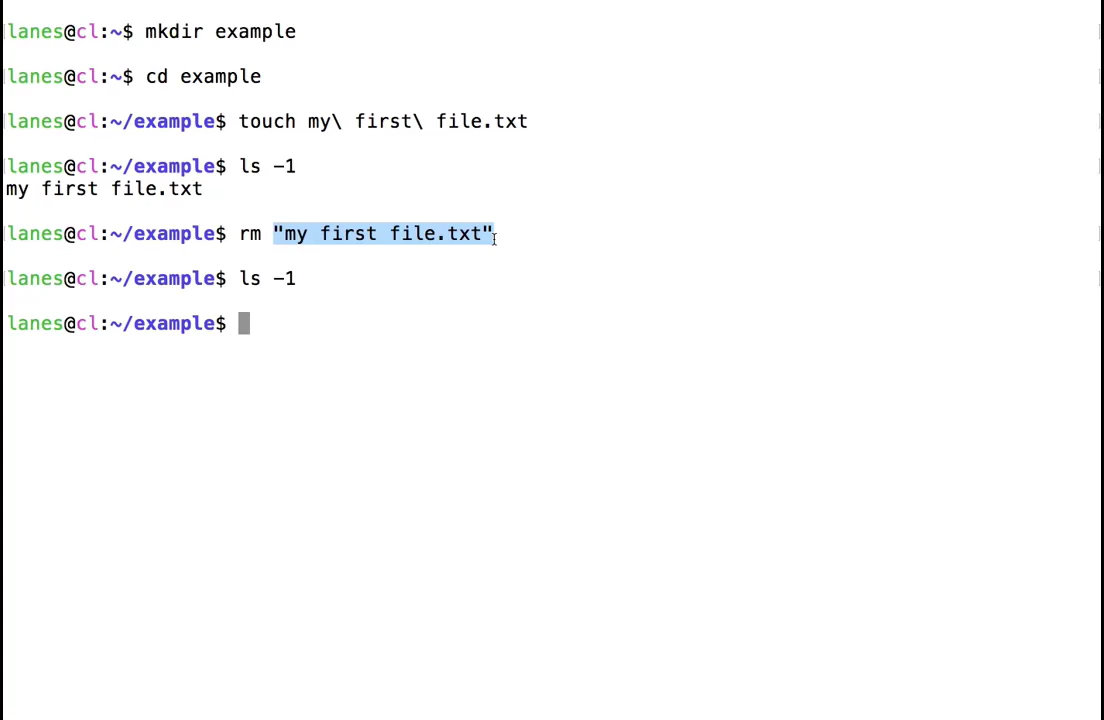 lanes@cl:~$ mkdir example
lanes@cl:~$ cd example
lanes@cl:~/example$ touch my\ first\ file.txt
lanes@cl:~/example$ ls -1
my first file.txt
lanes@cl:~/example$ rm "my first file.txt"
lanes@cl:~/example$ ls -1
lanes@cl:~/example$